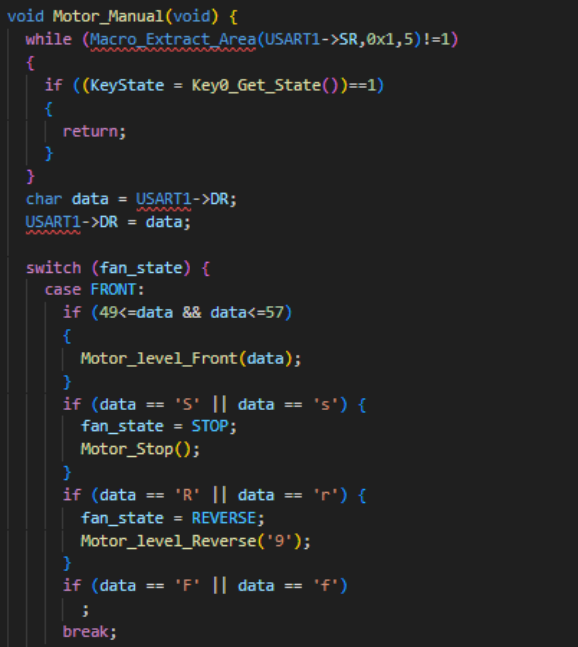 void Motor_Manual(void) {
while (Macro_Extract_Area(USART1->SR,0x1,5)!=1)
{
if ((KeyState = Key0_Get_State())==1)
{
return;
}
}
char data = USART1->DR;
USART1->DR = data;
switch (fan_state) {
case FRONT:
if (49<=data && data<=57)
{
Motor_level_Front(data);
}
if (data == 'S' || data == 's') {
fan_state = STOP;
Motor_Stop();
}
if (data == 'R' || data == 'r') {
fan_state = REVERSE;
Motor_level_Reverse('9');
}
if (data == 'F' || data == 'f')
;
break;